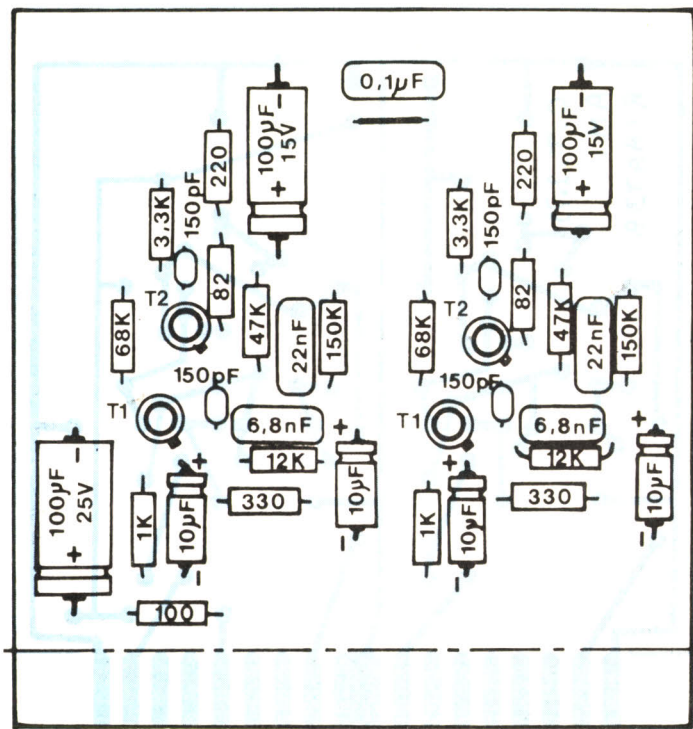 0,1µF
100µF
15V
−
+
100µF
15V
−
+
220
220
3,3K
150pF
3,3K
150pF
82
82
T2
T2
68K
47K
22nF
150K
68K
47K
22nF
150K
150pF
150pF
T1
6,8nF
+
T1
6,8nF
+
100µF
25V
−
+
+
12K
+
12K
1K
10µF
−
330
10µF
−
1K
10µF
−
330
10µF
−
100